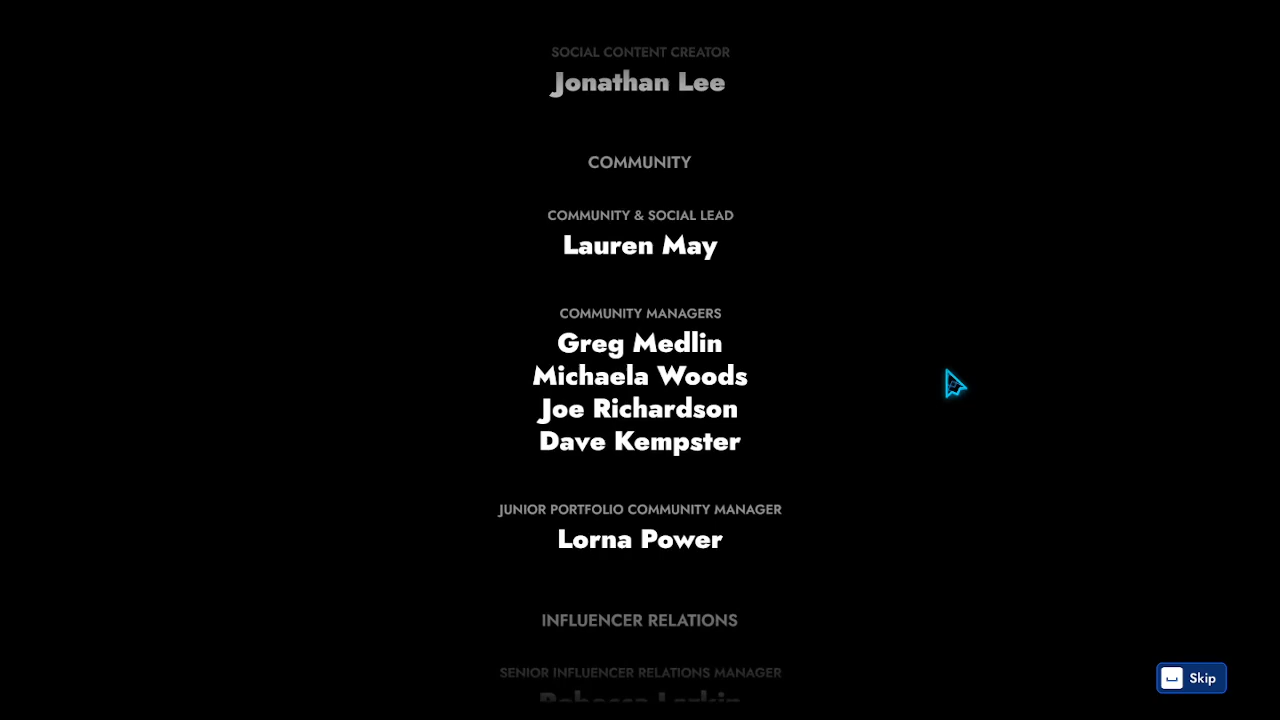 SOCIAL CONTENT CREATOR
Jonathan Lee
COMMUNITY
COMMUNITY & SOCIAL LEAD
Lauren May
COMMUNITY MANAGERS
Greg Medlin
Michaela Woods
Joe Richardson
Dave Kempster
JUNIOR PORTFOLIO COMMUNITY MANAGER
Lorna Power
INFLUENCER RELATIONS
SENIOR INFLUENCER RELATIONS MANAGER
Skip